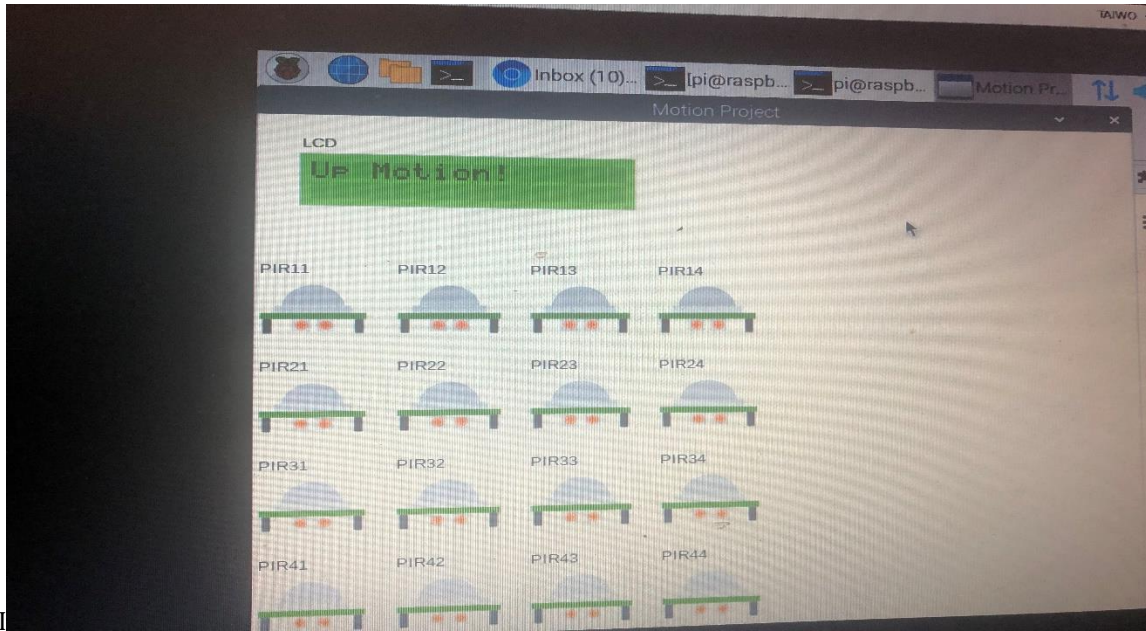 TAIWO
Inbox (10)...
[pi@raspb...
pi@raspb...
Motion Pr...
Motion Project
LCD
Up Motion!
PIR11 PIR12 PIR13 PIR14
PIR21 PIR22 PIR23 PIR24
PIR31 PIR32 PIR33 PIR34
PIR41 PIR42 PIR43 PIR44
I